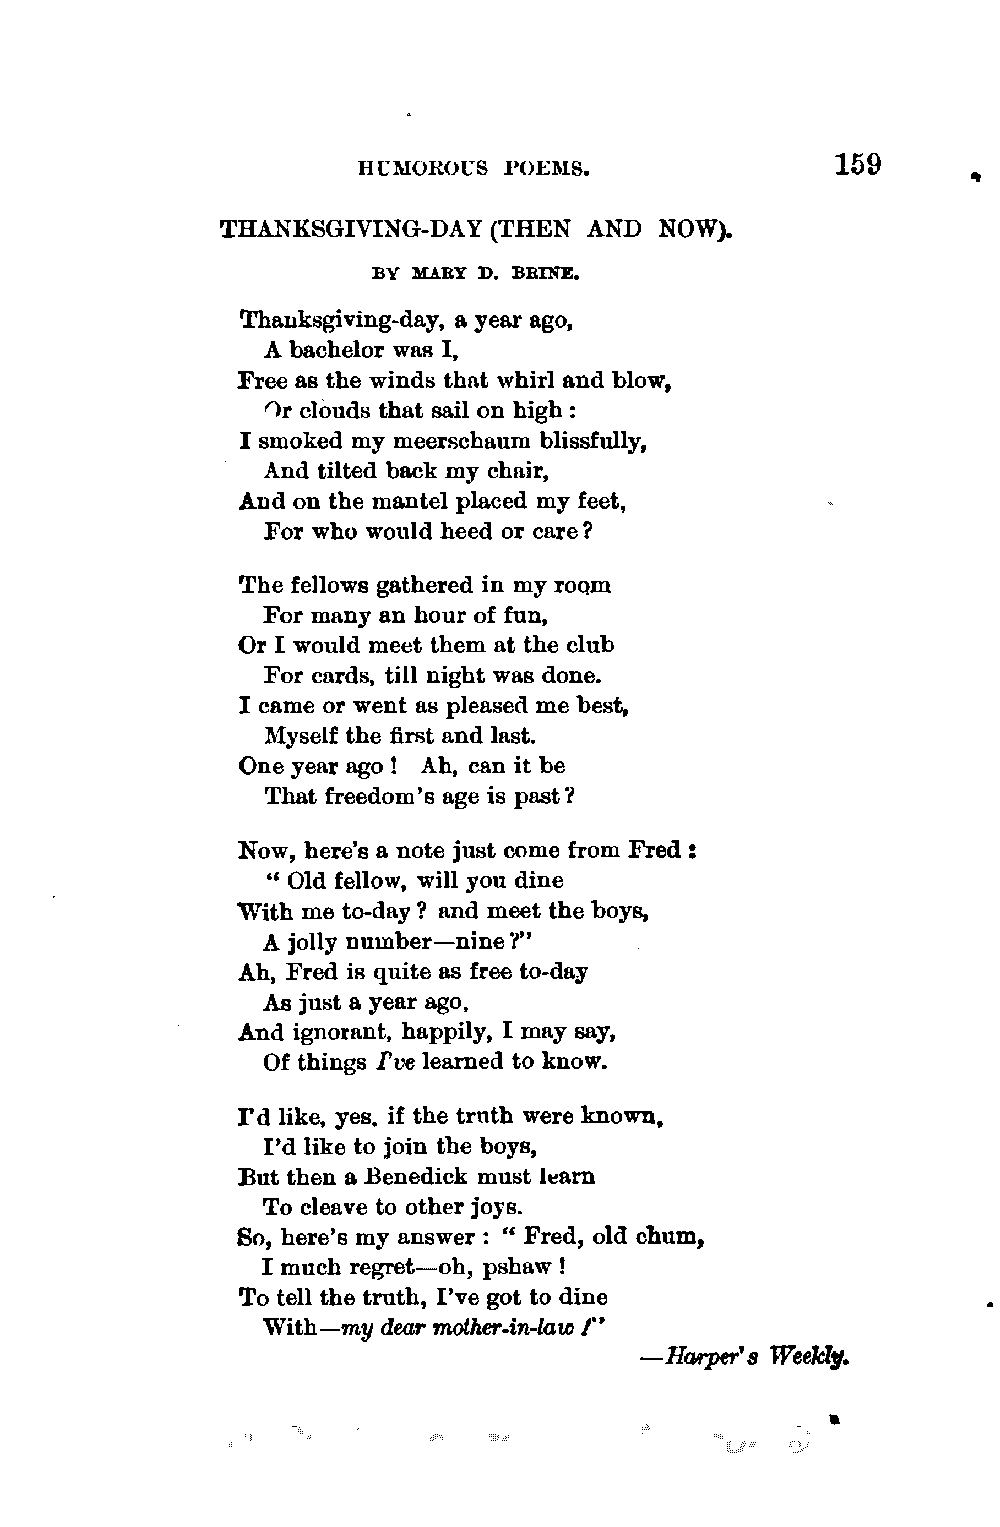 HUMOROUS POEMS. 159
THANKSGIVING-DAY (THEN AND NOW).
BY MARY D. BRINE.
Thanksgiving-day, a year ago,
A bachelor was I,
Free as the winds that whirl and blow,
Or clouds that sail on high :
I smoked my meerschaum blissfully,
And tilted back my chair,
And on the mantel placed my feet,
For who would heed or care?
The fellows gathered in my room
For many an hour of fun,
Or I would meet them at the club
For cards, till night was done.
I came or went as pleased me best,
Myself the first and last.
One year ago ! Ah, can it be
That freedom's age is past?
Now, here's a note just come from Fred :
" Old fellow, will you dine
With me to-day ? and meet the boys,
A jolly number—nine ?"
Ah, Fred is quite as free to-day
As just a year ago,
And ignorant, happily, I may say,
Of things I've learned to know.
I'd like, yes, if the truth were known,
I'd like to join the boys,
But then a Benedick must learn
To cleave to other joys.
So, here's my answer : " Fred, old chum,
I much regret—oh, pshaw !
To tell the truth, I've got to dine
With—my dear mother-in-law !"
—Harper's Weekly.